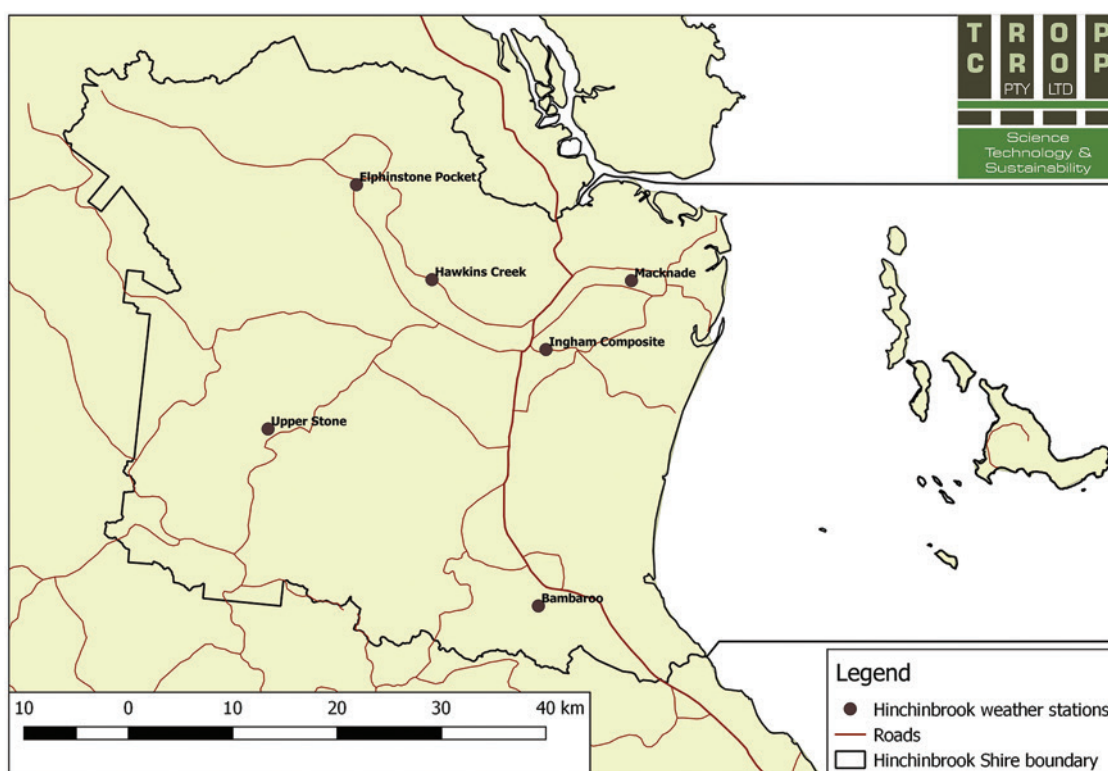 T R O P
C R O P
PTY LTD
Science
Technology &
Sustainability
Elphinstone Pocket
Hawkins Creek
Macknade
Ingham Composite
Upper Stone
Bambaroo
Legend
Hinchinbrook weather stations
Roads
Hinchinbrook Shire boundary
10 0 10 20 30 40 km